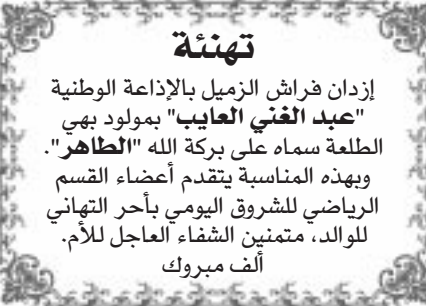 تهنئة
إزدان فراش الزميل بالإذاعة الوطنية
"عبد الغني العايب" بمولود بهي
الطلعة سماه على بركة الله "الطاهر".
وبهذه المناسبة يتقدم أعضاء القسم
الرياضي للشروق اليومي بأحر التهاني
للوالد، متمنين الشفاء العاجل للأم.
ألف مبروك